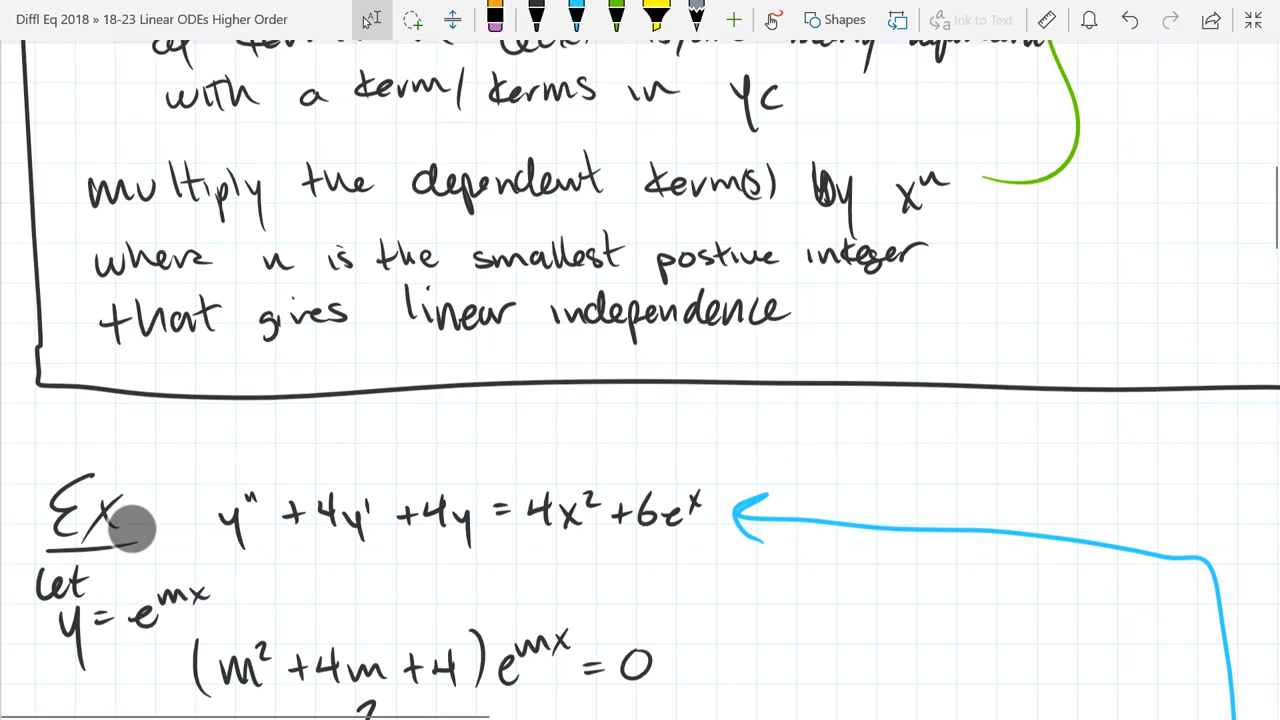 Diffl Eq 2018 » 18-23 Linear ODEs Higher Order
Shapes
Ink to Text
with a term/terms in yc
multiply the dependent term(s) by xⁿ
where n is the smallest postive integer
that gives linear independence
Ex y" + 4y' + 4y = 4x² + 6eˣ
let
y = e^mx
(m² + 4m + 4) e^mx = 0